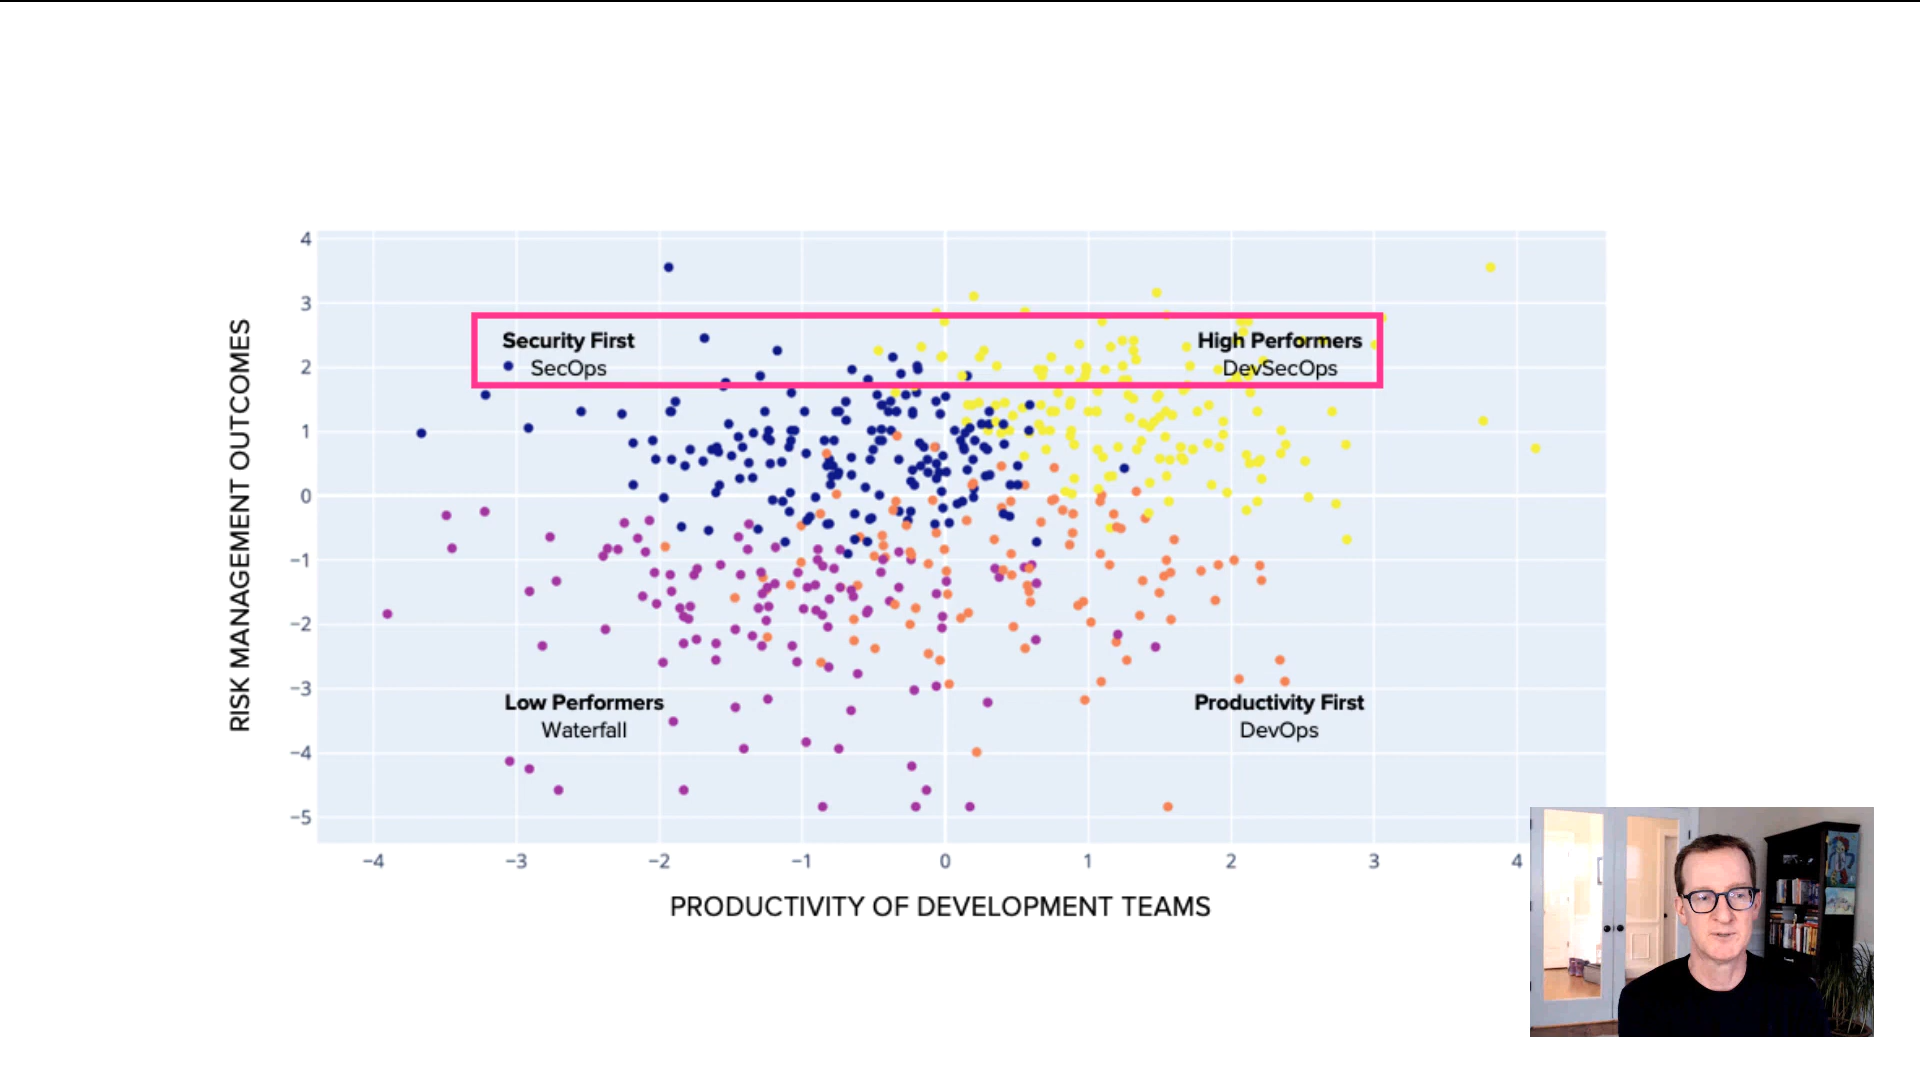 4
3
Security First
High Performers
2
SecOps
DevSecOps
1
0
−1
−2
−3
Low Performers
Productivity First
Waterfall
DevOps
−4
−5
RISK MANAGEMENT OUTCOMES
−4 −3 −2 −1 0 1 2 3 4
PRODUCTIVITY OF DEVELOPMENT TEAMS